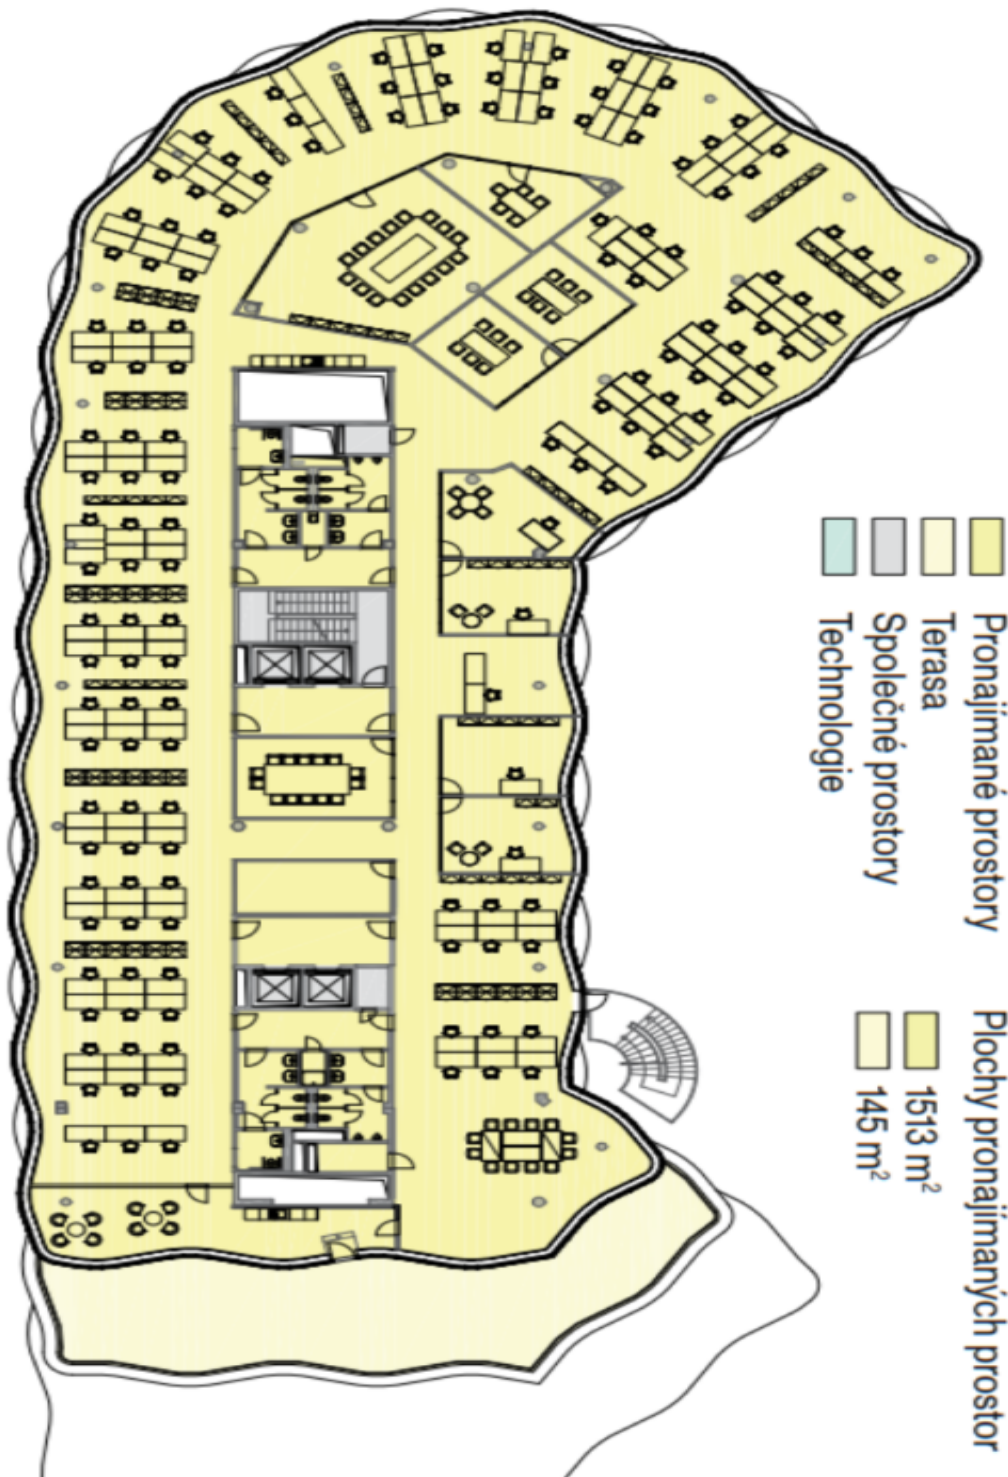 Pronajímané prostory
Terasa
Společné prostory
Technologie
Plochy pronajímaných prostor
1513 m²
145 m²